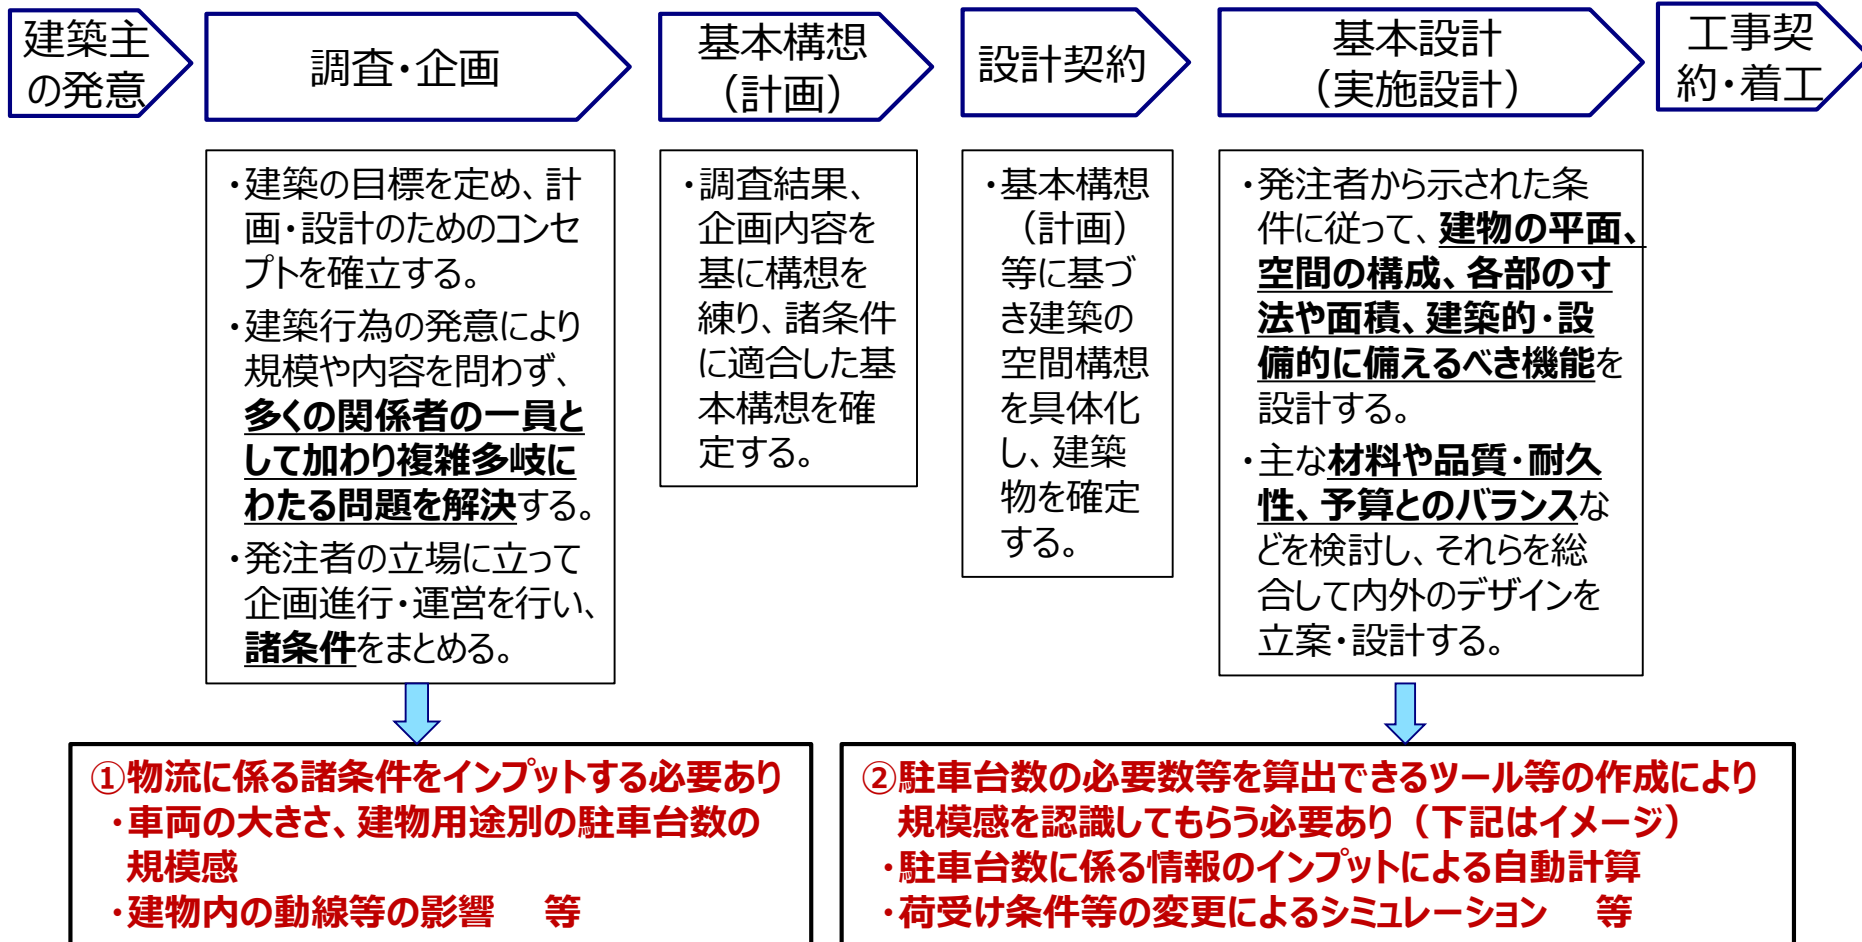 建築主
の発意
調査・企画
基本構想
（計画）
設計契約
基本設計
（実施設計）
工事契
約・着工
・建築の目標を定め、計
画・設計のためのコンセ
プトを確立する。
・建築行為の発意により
規模や内容を問わず、
多くの関係者の一員と
して加わり複雑多岐に
わたる問題を解決する。
・発注者の立場に立って
企画進行・運営を行い、
諸条件をまとめる。
・調査結果、
企画内容を
基に構想を
練り、諸条件
に適合した基
本構想を確
定する。
・基本構想
（計画）
等に基づ
き建築の
空間構想
を具体化
し、建築
物を確定
する。
・発注者から示された条
件に従って、建物の平面、
空間の構成、各部の寸
法や面積、建築的・設
備的に備えるべき機能を
設計する。
・主な材料や品質・耐久
性、予算とのバランスな
どを検討し、それらを総
合して内外のデザインを
立案・設計する。
①物流に係る諸条件をインプットする必要あり
・車両の大きさ、建物用途別の駐車台数の
規模感
・建物内の動線等の影響　等
②駐車台数の必要数等を算出できるツール等の作成により
規模感を認識してもらう必要あり（下記はイメージ）
・駐車台数に係る情報のインプットによる自動計算
・荷受け条件等の変更によるシミュレーション　等